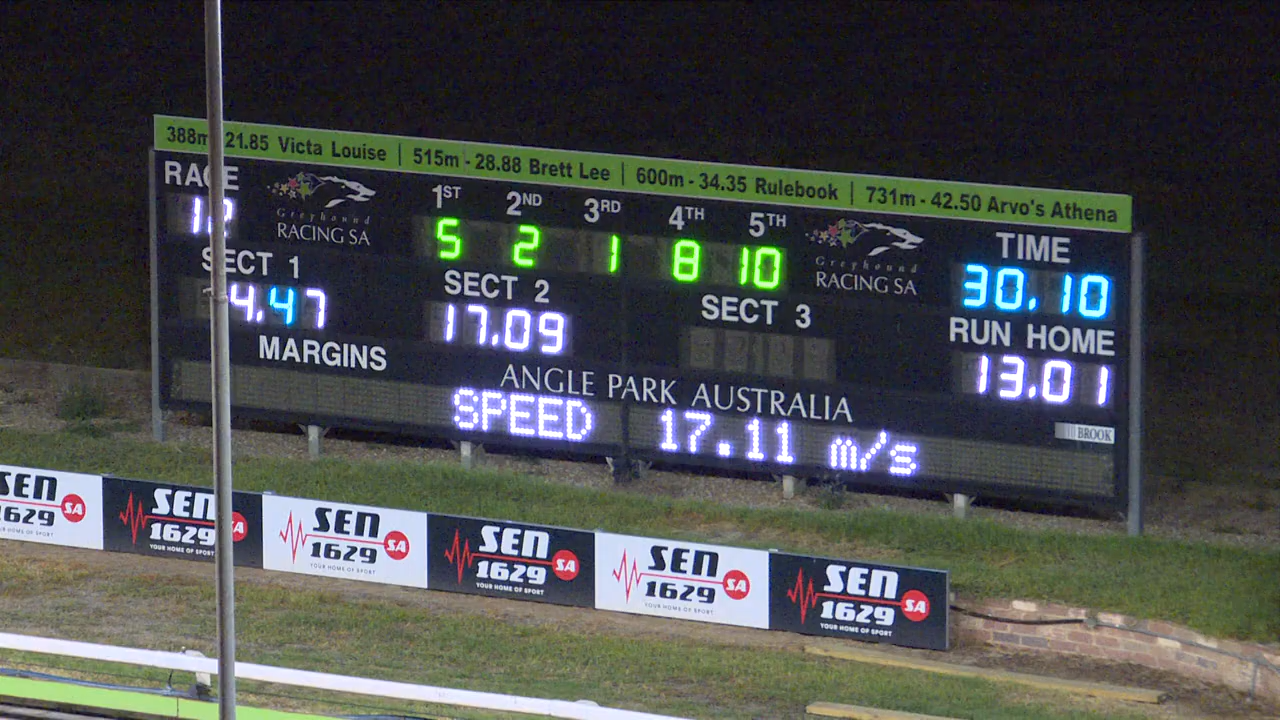 388m 21.85 Victa Louise | 515m - 28.88 Brett Lee | 600m - 34.35 Rulebook | 731m - 42.50 Arvo's Athena
RACE
12
Greyhound
RACING SA
1ST 2ND 3RD 4TH 5TH
5 2 1 8 10
Greyhound
RACING SA
TIME
30.10
SECT 1
4.47
SECT 2
17.09
SECT 3
RUN HOME
13.01
MARGINS
ANGLE PARK AUSTRALIA
SPEED 17.11 m/s
BROOK
SEN
1629
SA
SEN
1629
YOUR HOME OF SPORT
SEN
1629
SA
YOUR HOME OF SPORT
SEN
1629
SA
YOUR HOME OF SPORT
SEN
1629
SA
YOUR HOME OF SPORT
SEN
1629
SA
YOUR HOME OF SPORT